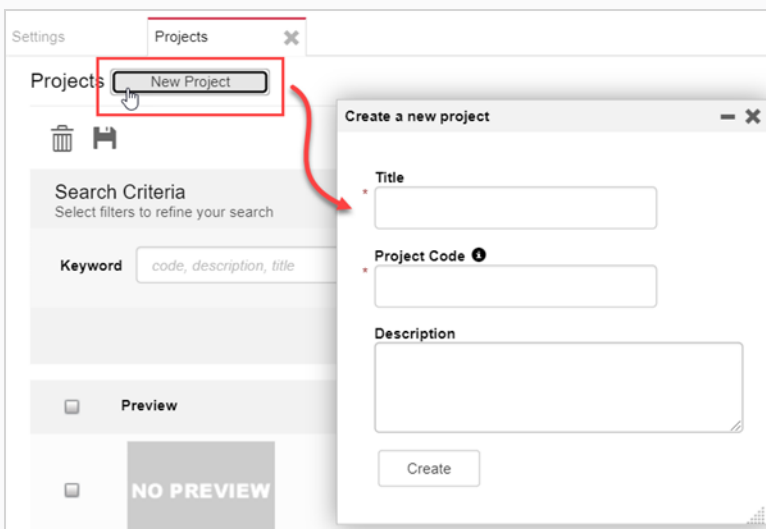 Settings
Projects
Projects
New Project
Search Criteria
Select filters to refine your search
Keyword
code, description, title
Preview
NO PREVIEW
Create a new project
* Title
* Project Code
Description
Create